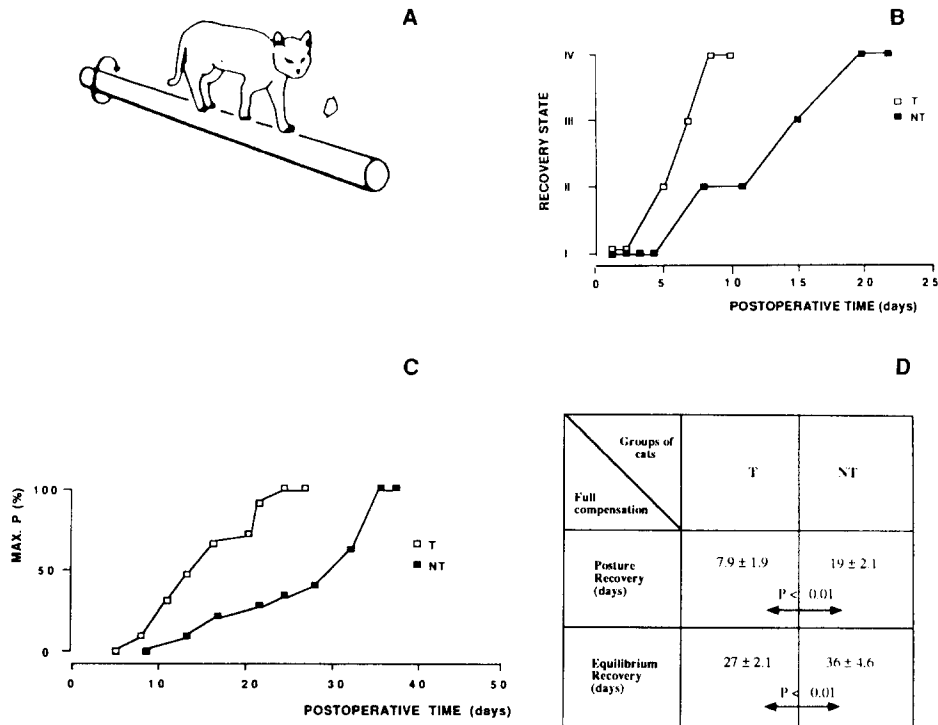 A
B
RECOVERY STATE
IV
III
II
I
T
NT
0 5 10 15 20 25
POSTOPERATIVE TIME (days)
C
MAX. P (%)
100
50
0
T
NT
0 10 20 30 40 50
POSTOPERATIVE TIME (days)
D
Groups of
cats
Full
compensation
T NT
Posture
Recovery
(days)
7.9 ± 1.9 19 ± 2.1
P < 0.01
Equilibrium
Recovery
(days)
27 ± 2.1 36 ± 4.6
P < 0.01